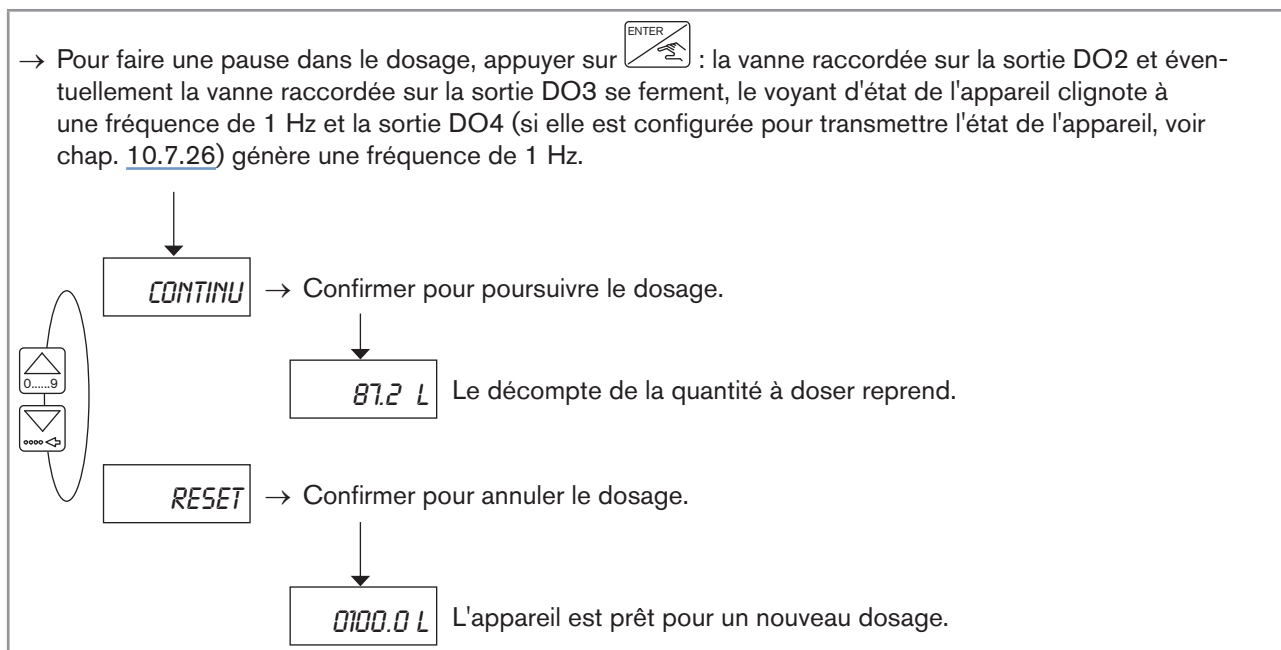 → Pour faire une pause dans le dosage, appuyer sur ENTER : la vanne raccordée sur la sortie DO2 et éven-
tuellement la vanne raccordée sur la sortie DO3 se ferment, le voyant d'état de l'appareil clignote à
une fréquence de 1 Hz et la sortie DO4 (si elle est configurée pour transmettre l'état de l'appareil, voir
chap. 10.7.26) génère une fréquence de 1 Hz.
CONTINU → Confirmer pour poursuivre le dosage.
0......9
87.2 L Le décompte de la quantité à doser reprend.
RESET → Confirmer pour annuler le dosage.
0100.0 L L'appareil est prêt pour un nouveau dosage.